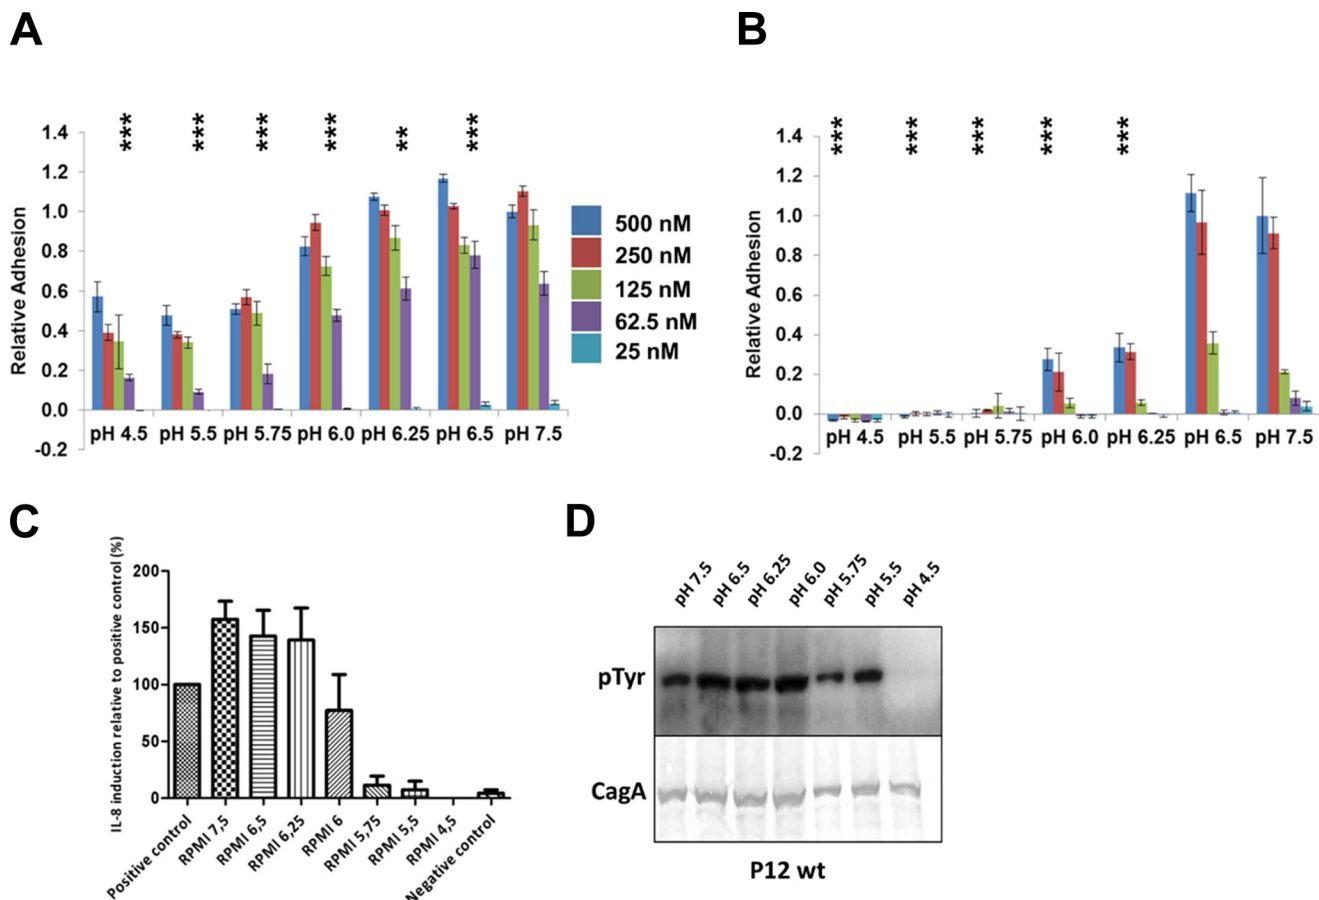 A
B
Relative Adhesion
1.4
1.2
1.0
0.8
0.6
0.4
0.2
0.0
-0.2
*** *** *** *** ** ***
pH 4.5 pH 5.5 pH 5.75 pH 6.0 pH 6.25 pH 6.5 pH 7.5
500 nM
250 nM
125 nM
62.5 nM
25 nM
Relative Adhesion
1.4
1.2
1.0
0.8
0.6
0.4
0.2
0.0
-0.2
*** *** *** *** ***
pH 4.5 pH 5.5 pH 5.75 pH 6.0 pH 6.25 pH 6.5 pH 7.5
C
IL-8 induction relative to positive control (%)
200
150
100
50
0
Positive control
RPMI 7,5
RPMI 6,5
RPMI 6,25
RPMI 6
RPMI 5,75
RPMI 5,5
RPMI 4,5
Negative control
D
pH 7.5
pH 6.5
pH 6.25
pH 6.0
pH 5.75
pH 5.5
pH 4.5
pTyr
CagA
P12 wt